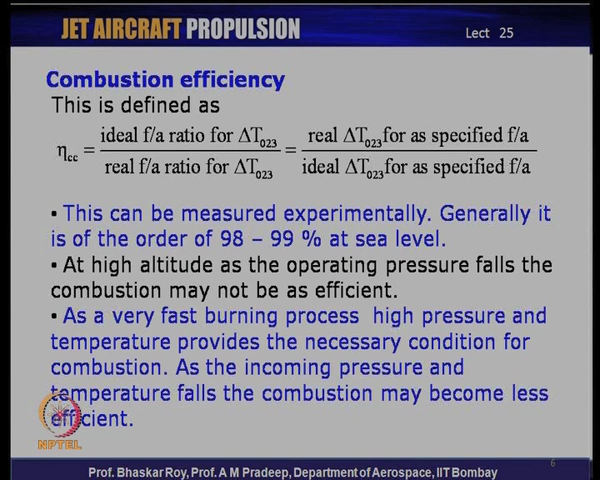 JET AIRCRAFT PROPULSION
Lect 25
Combustion efficiency
This is defined as
η_cc = ideal f/a ratio for ΔT_023 / real f/a ratio for ΔT_023 = real ΔT_023 for as specified f/a / ideal ΔT_023 for as specified f/a
• This can be measured experimentally. Generally it
is of the order of 98 – 99 % at sea level.
• At high altitude as the operating pressure falls the
combustion may not be as efficient.
• As a very fast burning process high pressure and
temperature provides the necessary condition for
combustion. As the incoming pressure and
temperature falls the combustion may become less
efficient.
NPTEL
6
Prof. Bhaskar Roy, Prof. A M Pradeep, Department of Aerospace, IIT Bombay